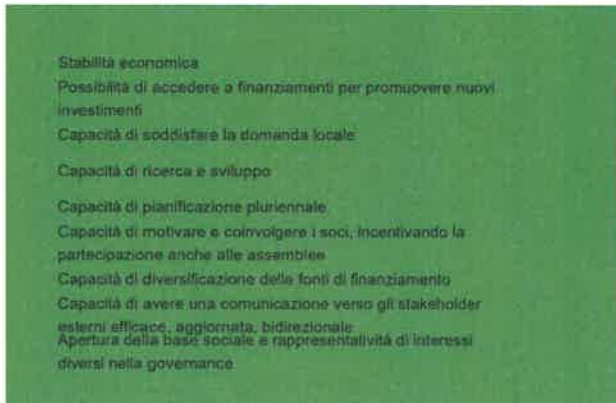 Stabilità economica
Possibilità di accedere a finanziamenti per promuovere nuovi
investimenti
Capacità di soddisfare la domanda locale
Capacità di ricerca e sviluppo
Capacità di pianificazione pluriennale
Capacità di motivare e coinvolgere i soci, incentivando la
partecipazione anche alle assemblee
Capacità di diversificazione delle fonti di finanziamento
Capacità di avere una comunicazione verso gli stakeholder
esterni efficace, aggiornata, bidirezionale
Apertura della base sociale e rappresentatività di interessi
diversi nella governance